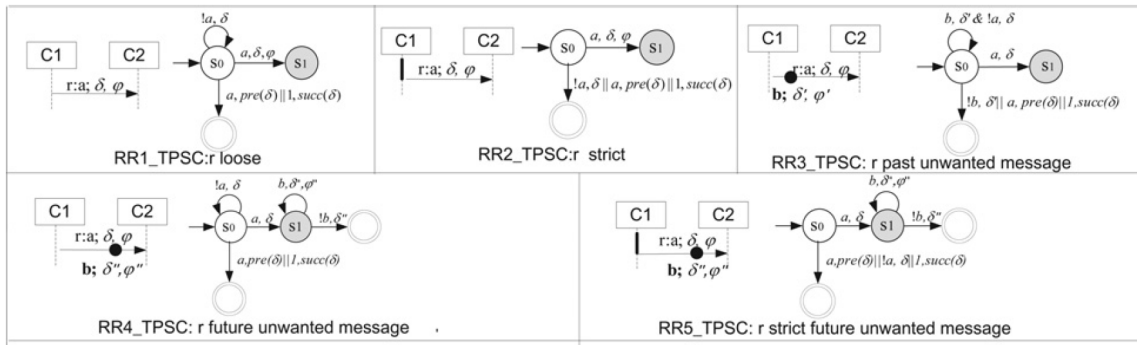 !a, δ
C1 C2
r:a; δ, φ
s0 a,δ,φ s1
a, pre(δ)||1,succ(δ)
RR1_TPSC:r loose
C1 C2
r:a; δ, φ
s0 a, δ, φ s1
!a,δ || a, pre(δ)||1,succ(δ)
RR2_TPSC:r strict
b, δ' & !a, δ
C1 C2
r:a; δ, φ
b; δ', φ'
s0 a, δ s1
!b, δ'|| a, pre(δ)||1,succ(δ)
RR3_TPSC: r past unwanted message
!a, δ b,δ",φ"
C1 C2
r:a; δ, φ
b; δ",φ"
s0 a, δ s1 !b,δ"
a,pre(δ)||1,succ(δ)
RR4_TPSC: r future unwanted message
b,δ",φ"
C1 C2
r:a; δ, φ
b; δ",φ"
s0 a, δ s1 !b,δ"
a,pre(δ)||!a, δ||1,succ(δ)
RR5_TPSC: r strict future unwanted message